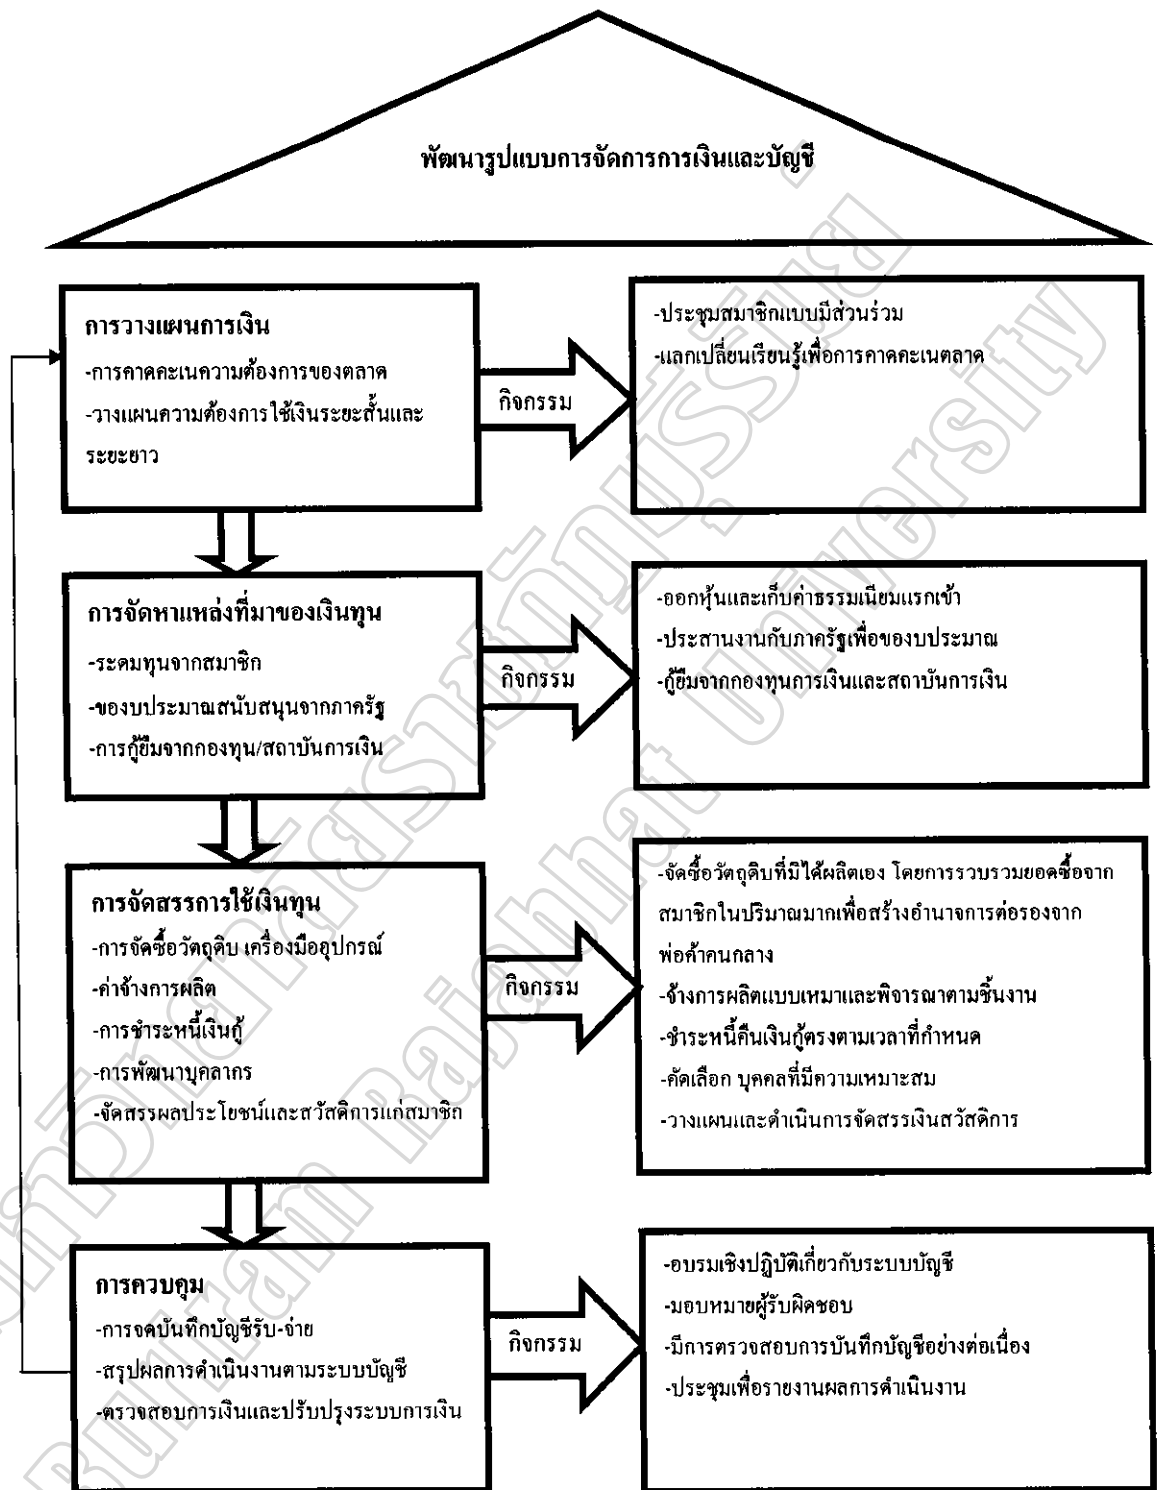 พัฒนารูปแบบการจัดการการเงินและบัญชี
การวางแผนการเงิน
-การคาดคะเนความต้องการของตลาด
-วางแผนความต้องการใช้เงินระยะสั้นและ
ระยะยาว
กิจกรรม
-ประชุมสมาชิกแบบมีส่วนร่วม
-แลกเปลี่ยนเรียนรู้เพื่อการคาดคะเนตลาด
การจัดหาแหล่งที่มาของเงินทุน
-ระดมทุนจากสมาชิก
-ของบประมาณสนับสนุนจากภาครัฐ
-การกู้ยืมจากกองทุน/สถาบันการเงิน
กิจกรรม
-ออกหุ้นและเก็บค่าธรรมเนียมแรกเข้า
-ประสานงานกับภาครัฐเพื่อของบประมาณ
-กู้ยืมจากกองทุนการเงินและสถาบันการเงิน
การจัดสรรการใช้เงินทุน
-การจัดซื้อวัตถุดิบ เครื่องมืออุปกรณ์
-ค่าจ้างการผลิต
-การชำระหนี้เงินกู้
-การพัฒนาบุคลากร
-จัดสรรผลประโยชน์และสวัสดิการแก่สมาชิก
กิจกรรม
-จัดซื้อวัตถุดิบที่มิได้ผลิตเอง โดยการรวบรวมยอดซื้อจาก
สมาชิกในปริมาณมากเพื่อสร้างอำนาจการต่อรองจาก
พ่อค้าคนกลาง
-จ้างการผลิตแบบเหมาและพิจารณาตามชิ้นงาน
-ชำระหนี้คืนเงินกู้ตรงตามเวลาที่กำหนด
-คัดเลือก บุคคลที่มีความเหมาะสม
-วางแผนและดำเนินการจัดสรรเงินสวัสดิการ
การควบคุม
-การจดบันทึกบัญชีรับ-จ่าย
-สรุปผลการดำเนินงานตามระบบบัญชี
-ตรวจสอบการเงินและปรับปรุงระบบการเงิน
กิจกรรม
-อบรมเชิงปฏิบัติเกี่ยวกับระบบบัญชี
-มอบหมายผู้รับผิดชอบ
-มีการตรวจสอบการบันทึกบัญชีอย่างต่อเนื่อง
-ประชุมเพื่อรายงานผลการดำเนินงาน
Buriram Rajabhat University